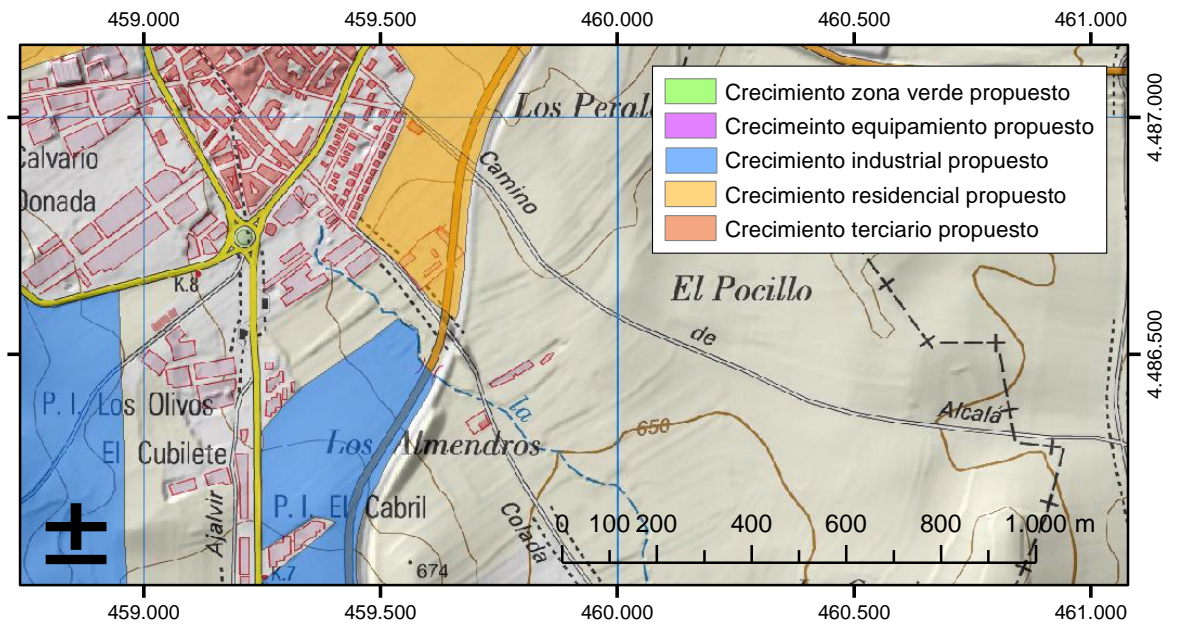 459.000 459.500 460.000 460.500 461.000
Crecimiento zona verde propuesto
Crecimeinto equipamiento propuesto
Crecimiento industrial propuesto
Crecimiento residencial propuesto
Crecimiento terciario propuesto
4.487.000
4.486.500
Los Peral
Calvario
Donada
Camino
K.8
El Pocillo
de
P. I. Los Olivos
la
Alcalá
650
El Cubilete
Los Almendros
P. I. El Cabril
Ajalvir
Colada
0 100 200 400 600 800 1.000 m
674
K.7
459.000 459.500 460.000 460.500 461.000